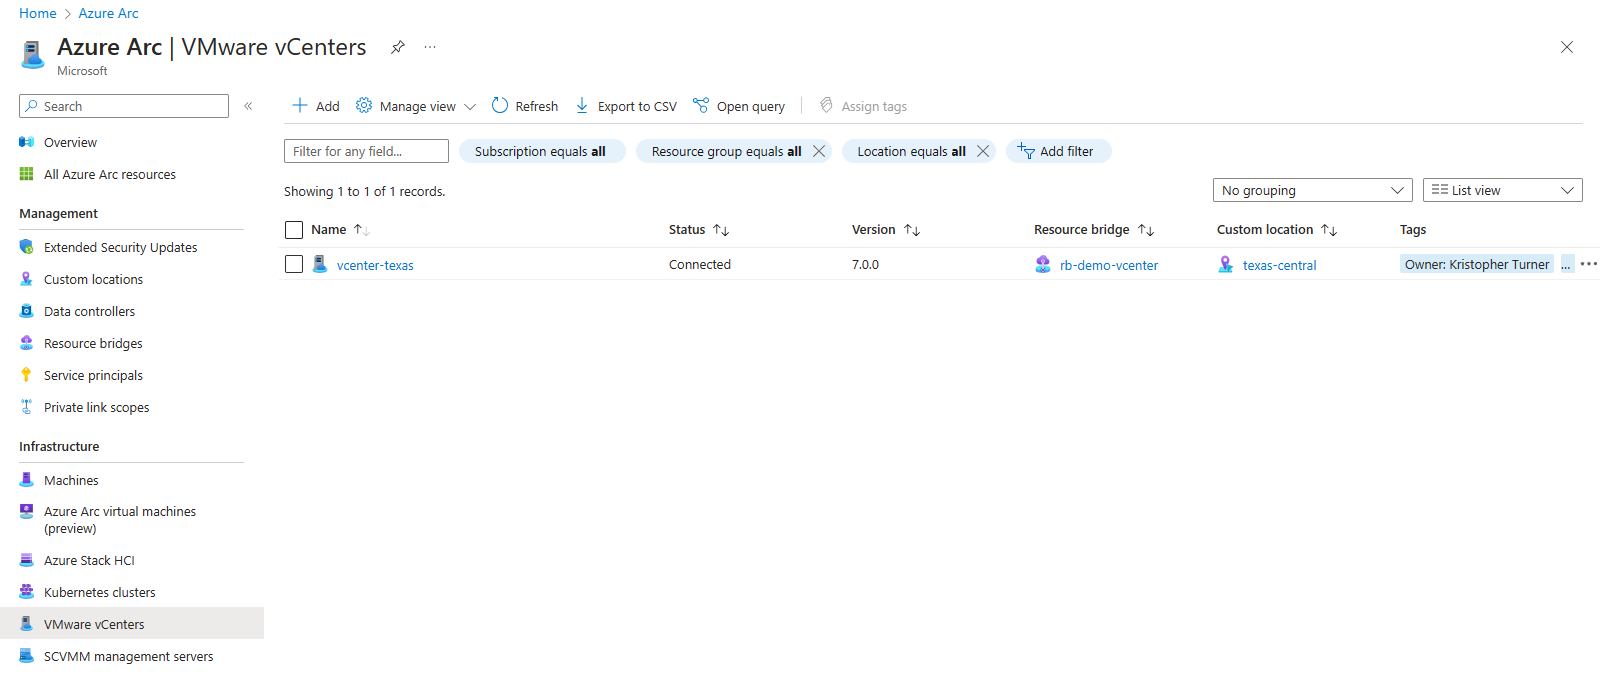 Home > Azure Arc
Azure Arc | VMware vCenters ...
Microsoft
Search «
Overview
All Azure Arc resources
Management
Extended Security Updates
Custom locations
Data controllers
Resource bridges
Service principals
Private link scopes
Infrastructure
Machines
Azure Arc virtual machines
(preview)
Azure Stack HCI
Kubernetes clusters
VMware vCenters
SCVMM management servers
Add Manage view Refresh Export to CSV Open query Assign tags
Filter for any field... Subscription equals all Resource group equals all Location equals all Add filter
Showing 1 to 1 of 1 records. No grouping List view
Name Status Version Resource bridge Custom location Tags
vcenter-texas Connected 7.0.0 rb-demo-vcenter texas-central Owner: Kristopher Turner ... ...